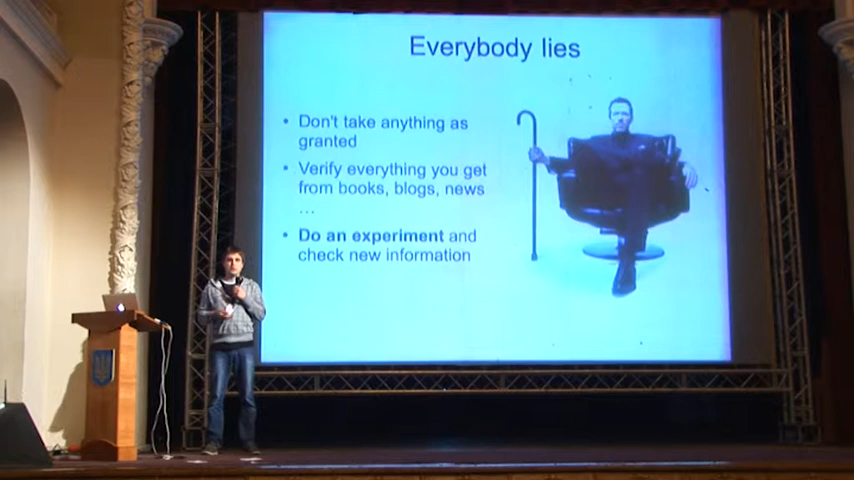 Everybody lies
• Don't take anything as
granted
• Verify everything you get
from books, blogs, news
...
• Do an experiment and
check new information